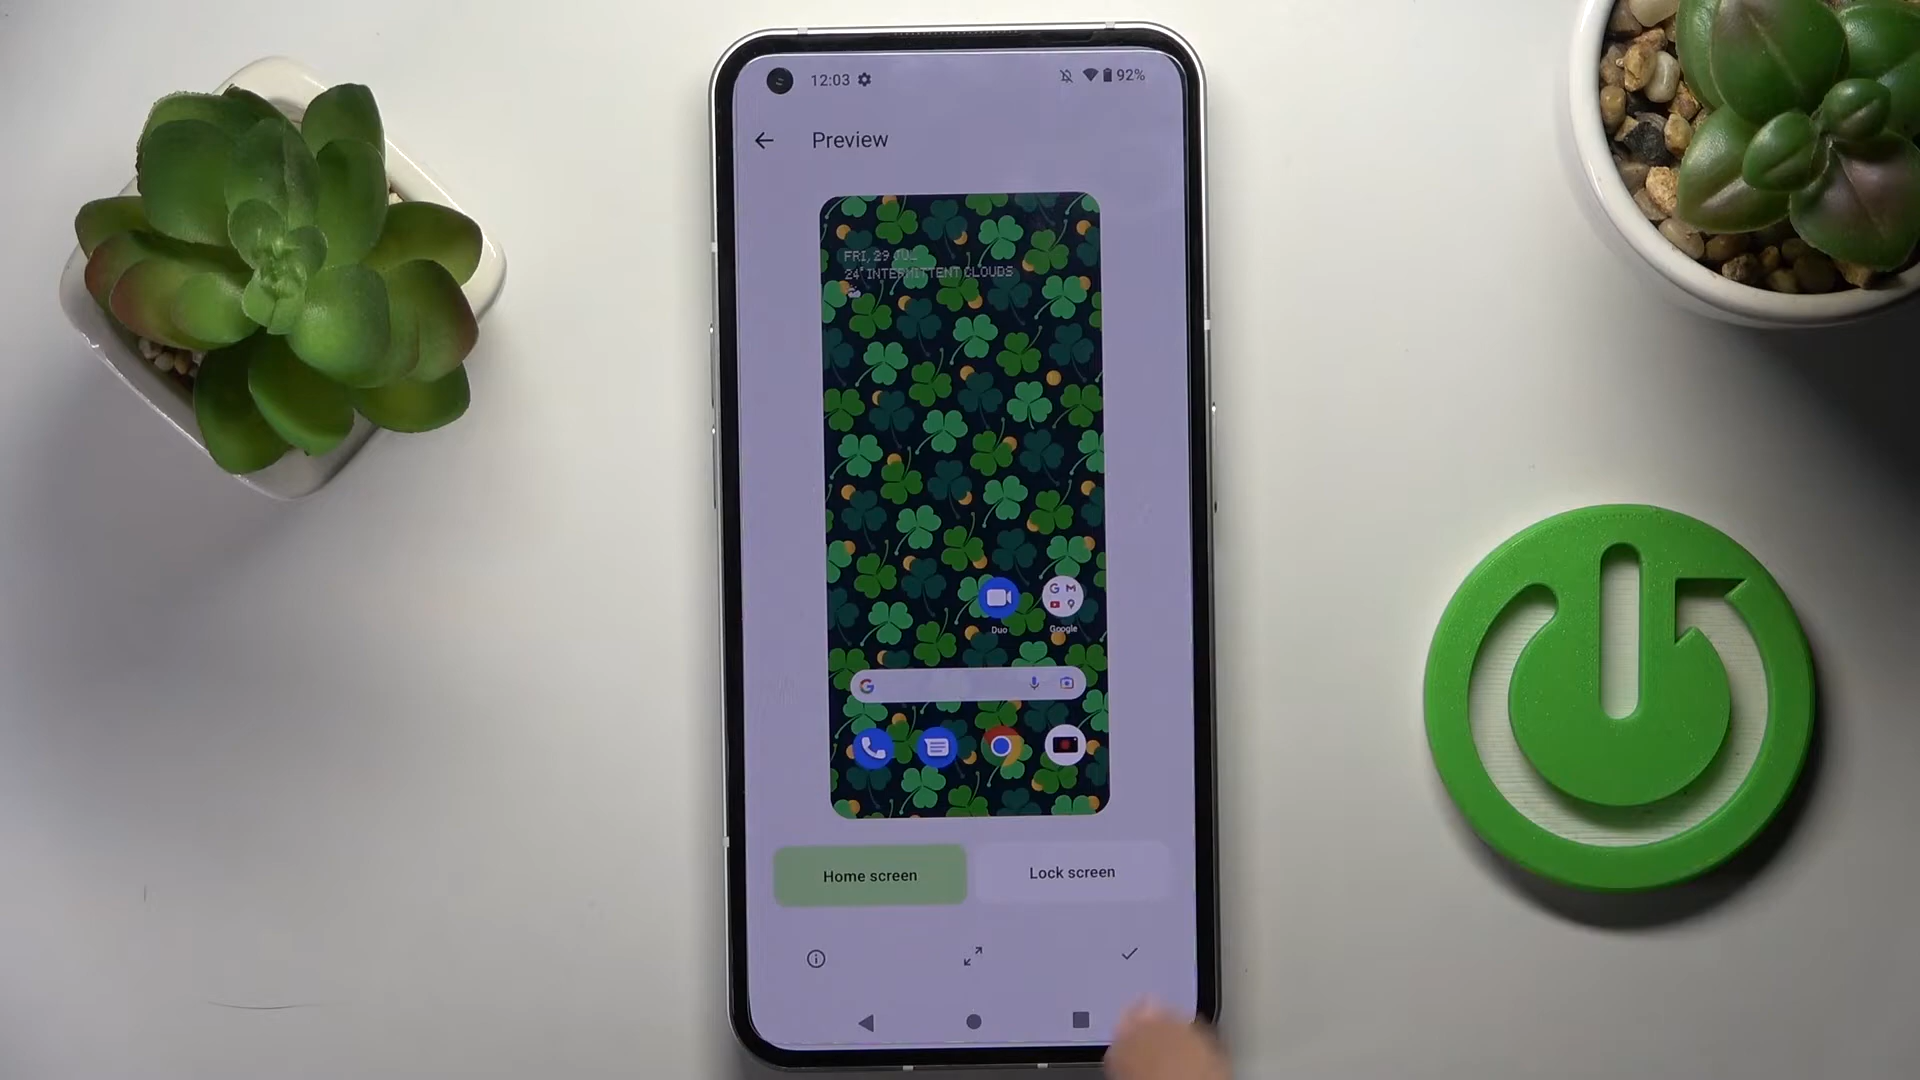 12:03
92%
Preview
FRI, 29 JUL
24° INTERMITTENT CLOUDS
Duo
Google
Home screen
Lock screen